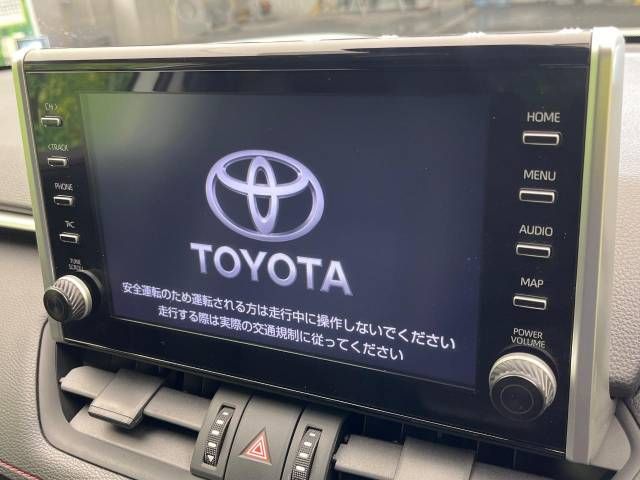 HOME
MENU
AUDIO
MAP
POWER
VOLUME
<TRACK
PHONE
TUNE
SCROLL
TOYOTA
安全運転のため運転される方は走行中に操作しないでください
走行する際は実際の交通規制に従ってください